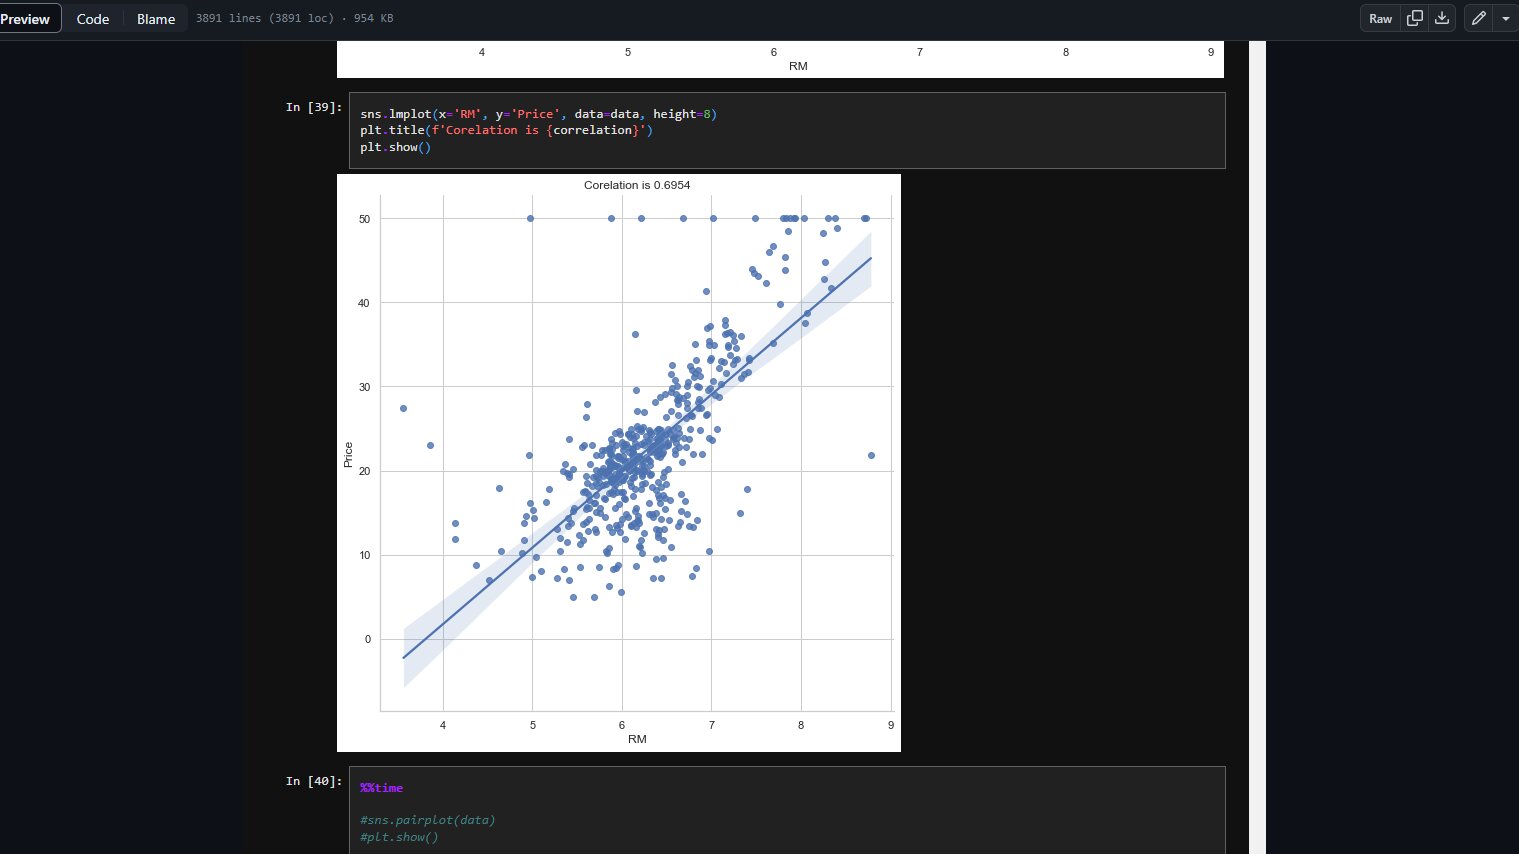 Preview Code Blame 3891 lines (3891 loc) · 954 KB Raw
4 5 6 7 8 9
RM
In [39]:
sns.lmplot(x='RM', y='Price', data=data, height=8)
plt.title(f'Corelation is {correlation}')
plt.show()
Corelation is 0.6954
50
40
30
Price
20
10
0
4 5 6 7 8 9
RM
In [40]:
%%time
#sns.pairplot(data)
#plt.show()